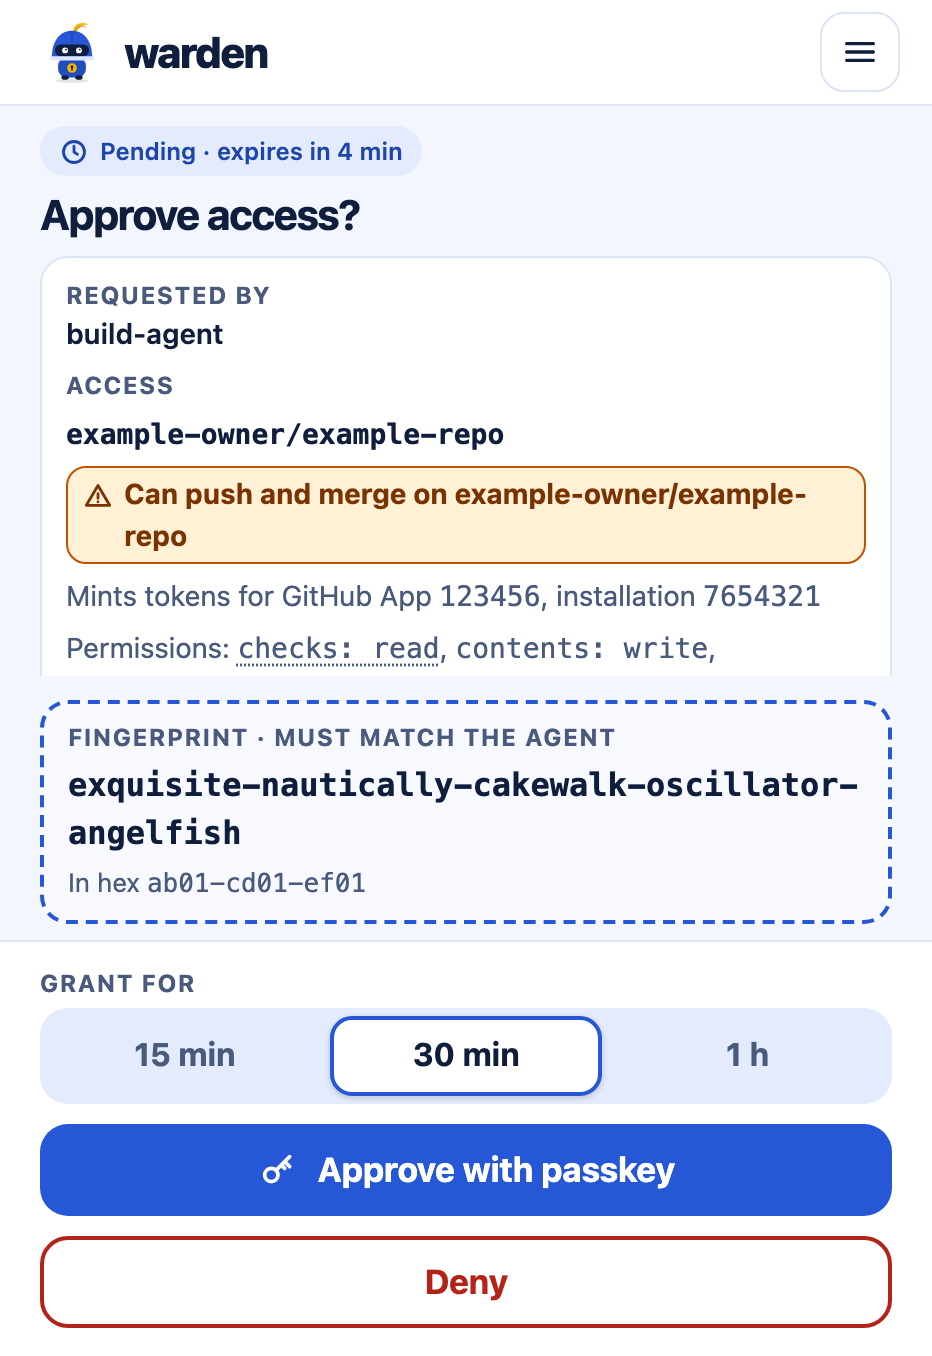 warden
Pending · expires in 4 min
Approve access?
REQUESTED BY
build-agent
ACCESS
example-owner/example-repo
Can push and merge on example-owner/example-
repo
Mints tokens for GitHub App 123456, installation 7654321
Permissions: checks: read, contents: write,
FINGERPRINT · MUST MATCH THE AGENT
exquisite-nautically-cakewalk-oscillator-
angelfish
In hex ab01-cd01-ef01
GRANT FOR
15 min 30 min 1 h
Approve with passkey
Deny